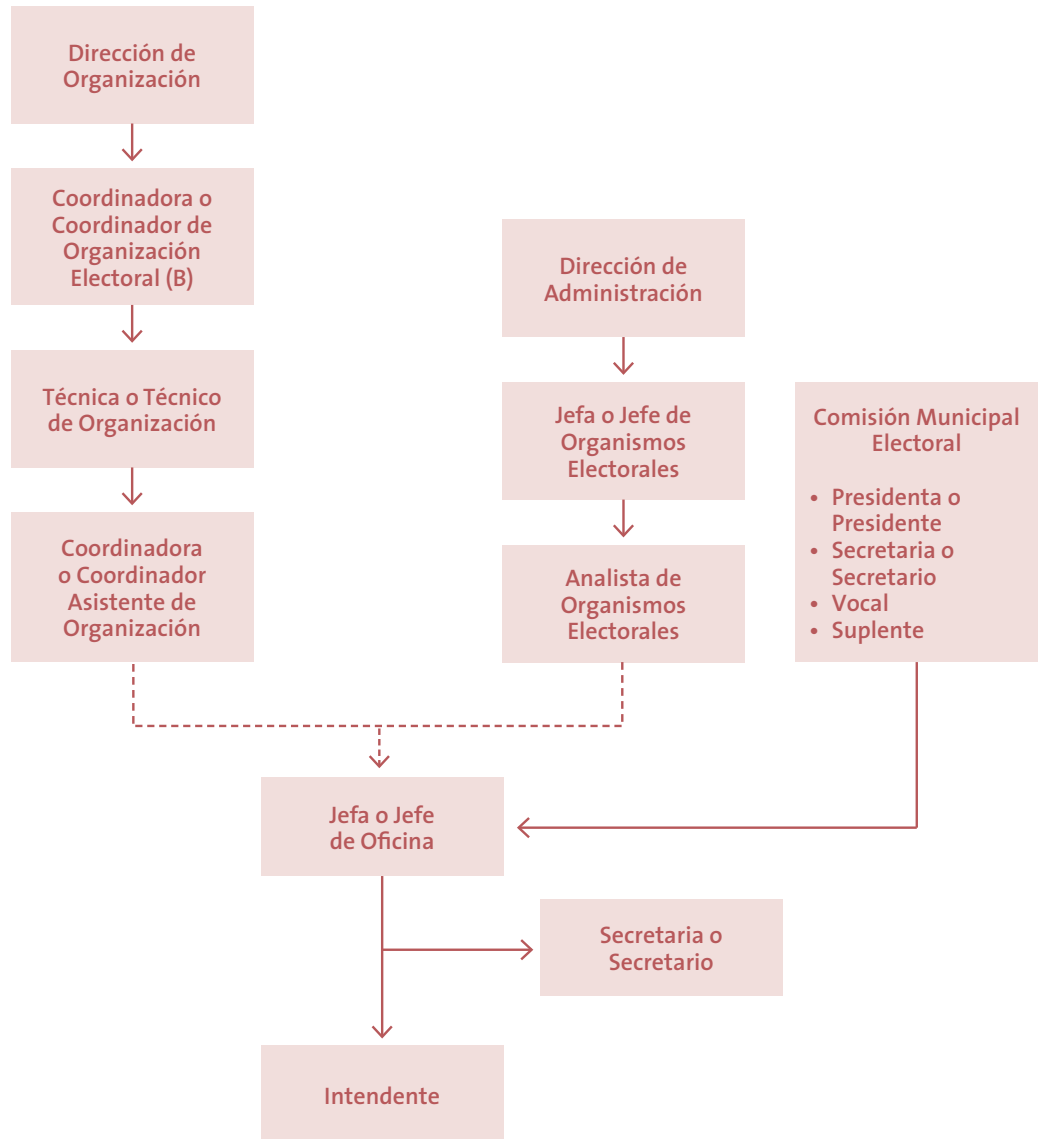 Dirección de
Organización
Coordinadora o
Coordinador de
Organización
Electoral (B)
Técnica o Técnico
de Organización
Coordinadora
o Coordinador
Asistente de
Organización
Dirección de
Administración
Jefa o Jefe de
Organismos
Electorales
Analista de
Organismos
Electorales
Comisión Municipal
Electoral
• Presidenta o
Presidente
• Secretaria o
Secretario
• Vocal
• Suplente
Jefa o Jefe
de Oficina
Secretaria o
Secretario
Intendente